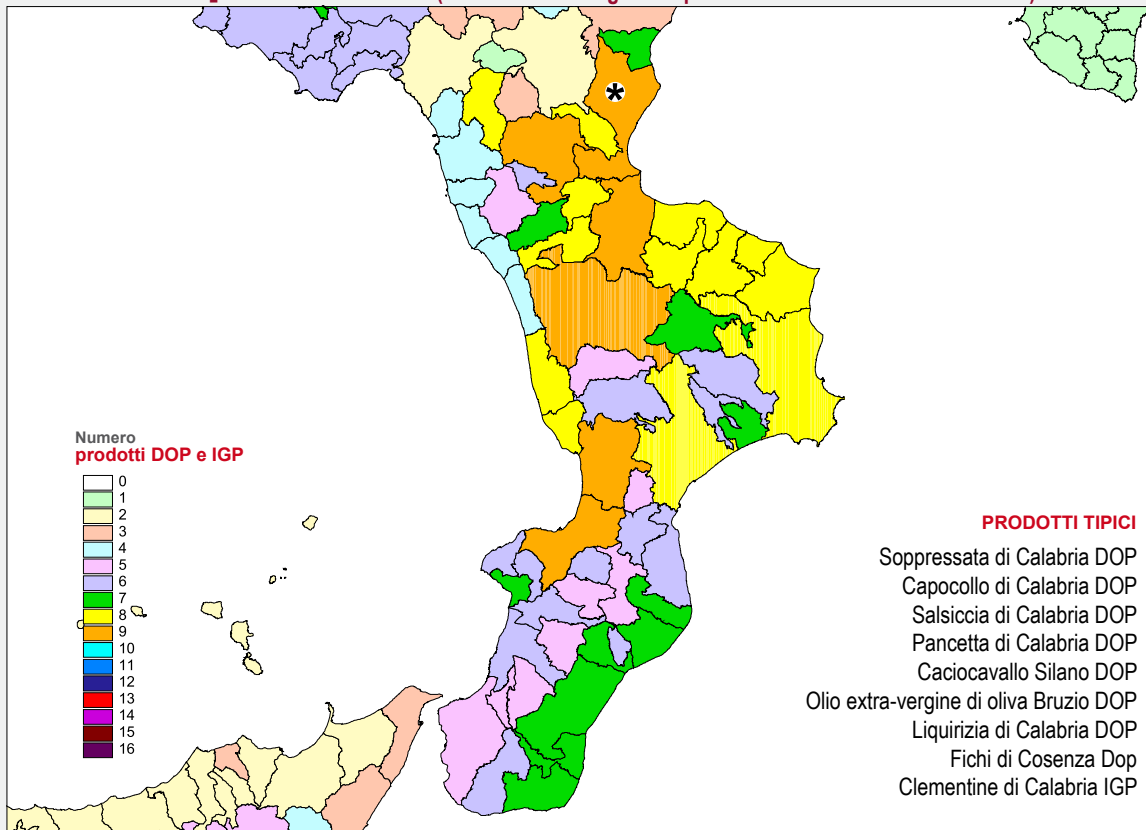 Numero
prodotti DOP e IGP
0
1
2
3
4
5
6
7
8
9
10
11
12
13
14
15
16
*
PRODOTTI TIPICI
Soppressata di Calabria DOP
Capocollo di Calabria DOP
Salsiccia di Calabria DOP
Pancetta di Calabria DOP
Caciocavallo Silano DOP
Olio extra-vergine di oliva Bruzio DOP
Liquirizia di Calabria DOP
Fichi di Cosenza Dop
Clementine di Calabria IGP